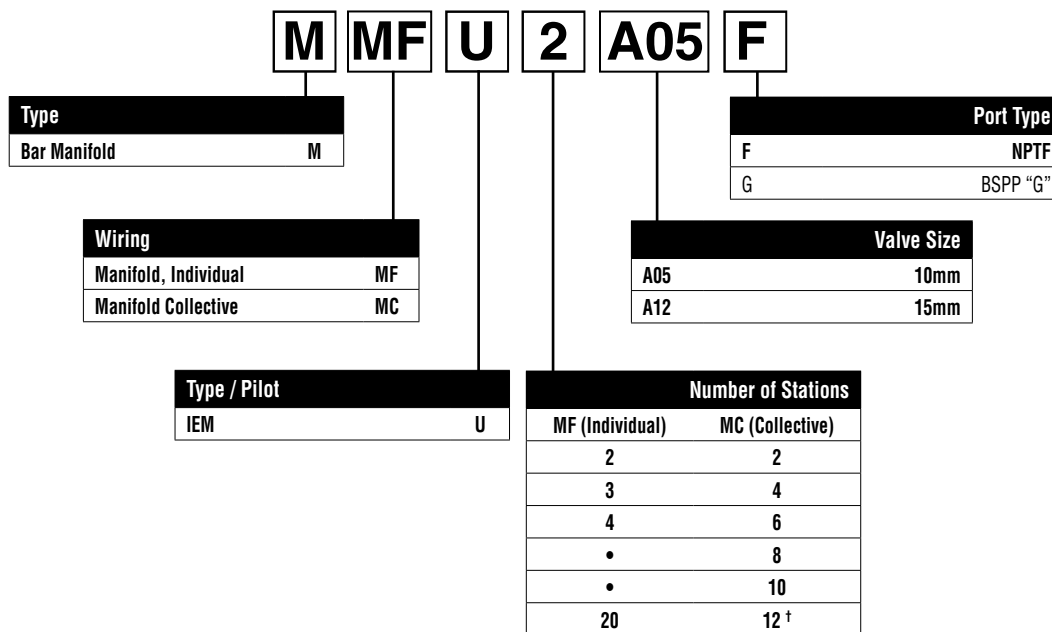 M MF U 2 A05 F
Type
Bar Manifold M
Port Type
F NPTF
G BSPP “G”
Wiring
Manifold, Individual MF
Manifold Collective MC
Valve Size
A05 10mm
A12 15mm
Type / Pilot
IEM U
Number of Stations
MF (Individual) MC (Collective)
2 2
3 4
4 6
• 8
• 10
20 12 †